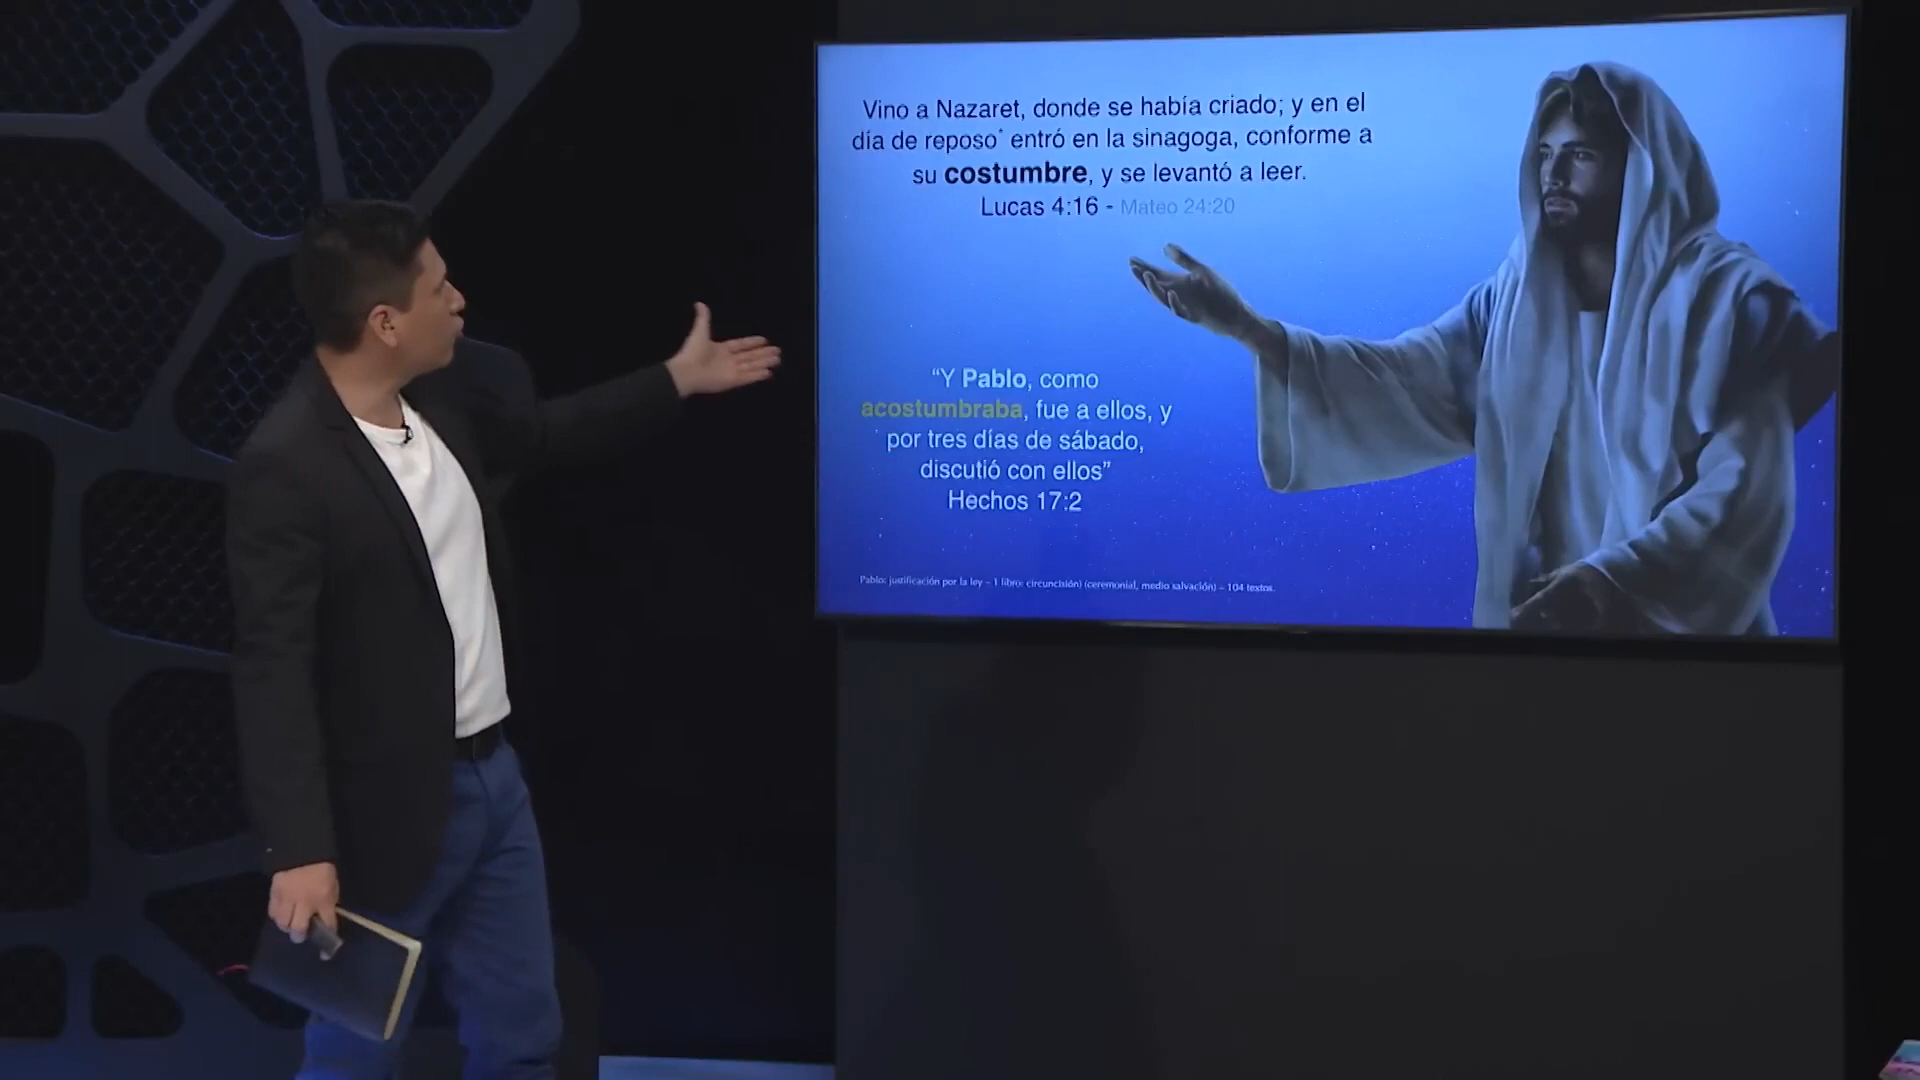 Vino a Nazaret, donde se había criado; y en el
día de reposo* entró en la sinagoga, conforme a
su costumbre, y se levantó a leer.
Lucas 4:16 - Mateo 24:20
“Y Pablo, como
acostumbraba, fue a ellos, y
por tres días de sábado,
discutió con ellos”
Hechos 17:2
Pablo: justificación por la ley – 1 libro: circuncisión) (ceremonial, medio salvación) – 104 textos.